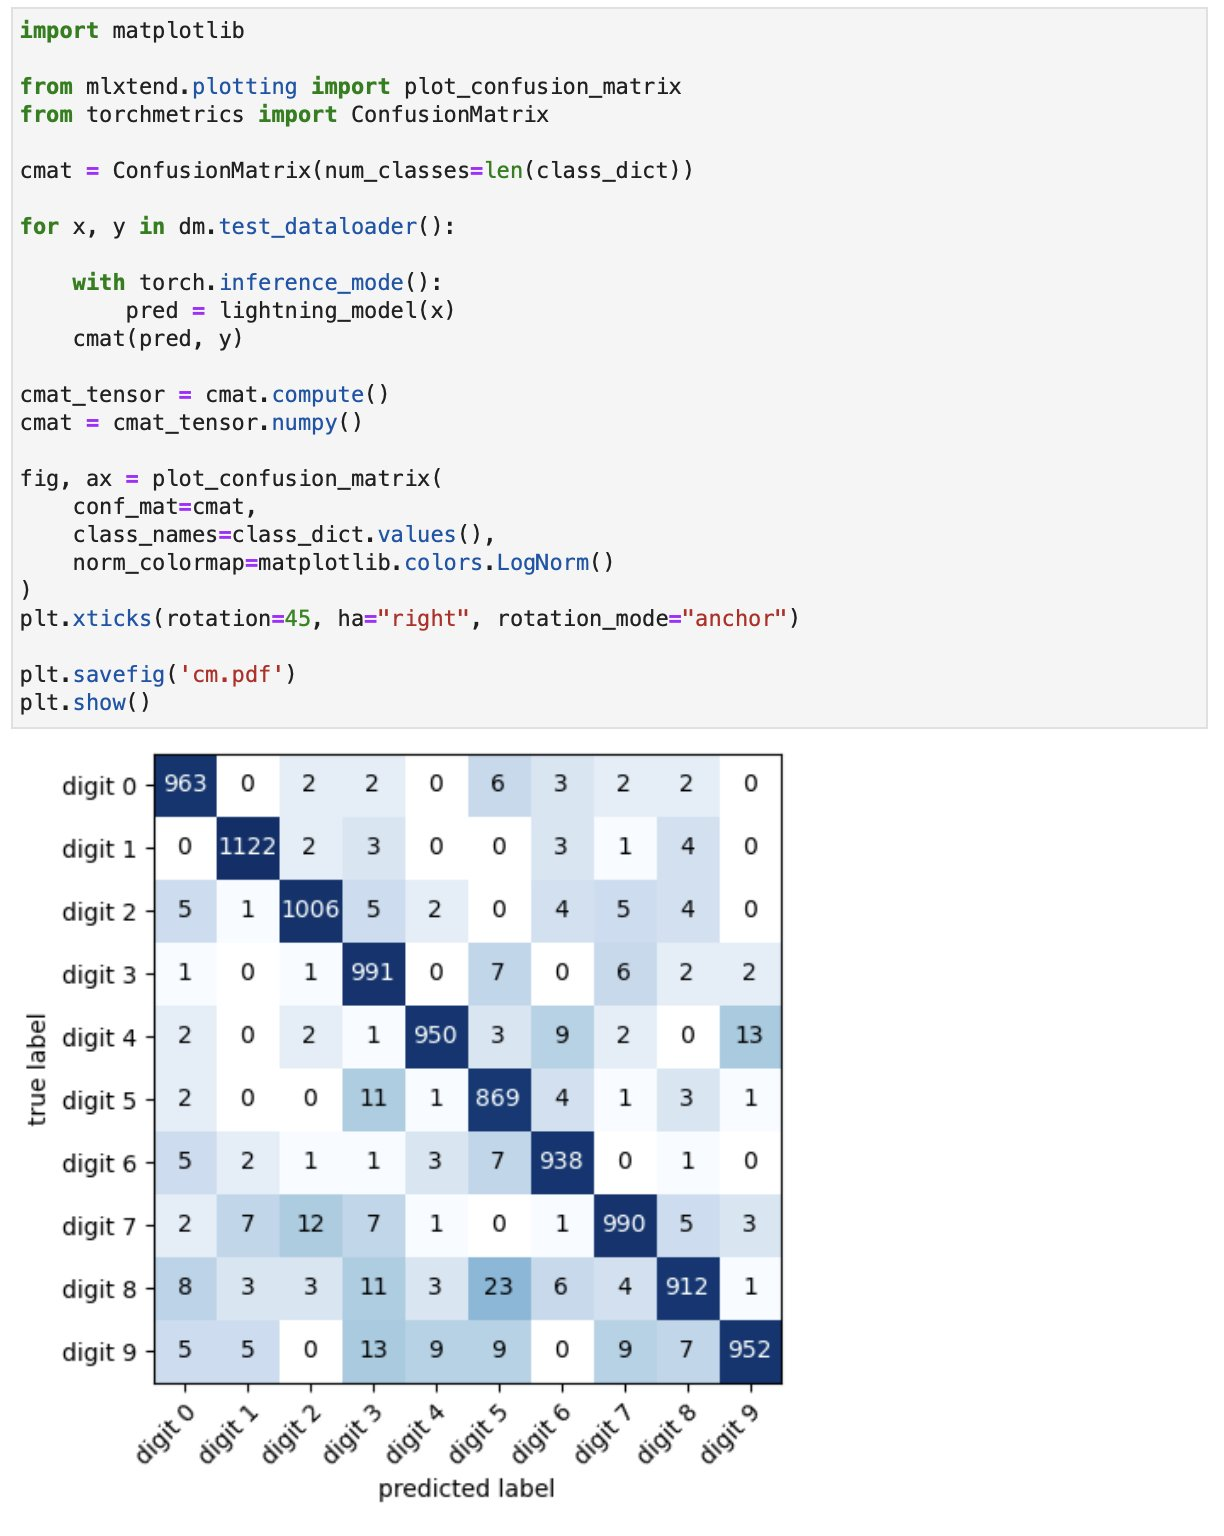 import matplotlib
from mlxtend.plotting import plot_confusion_matrix
from torchmetrics import ConfusionMatrix
cmat = ConfusionMatrix(num_classes=len(class_dict))
for x, y in dm.test_dataloader():
    with torch.inference_mode():
        pred = lightning_model(x)
    cmat(pred, y)
cmat_tensor = cmat.compute()
cmat = cmat_tensor.numpy()
fig, ax = plot_confusion_matrix(
    conf_mat=cmat,
    class_names=class_dict.values(),
    norm_colormap=matplotlib.colors.LogNorm()
)
plt.xticks(rotation=45, ha="right", rotation_mode="anchor")
plt.savefig('cm.pdf')
plt.show()
true label
digit 0 963 0 2 2 0 6 3 2 2 0
digit 1 0 1122 2 3 0 0 3 1 4 0
digit 2 5 1 1006 5 2 0 4 5 4 0
digit 3 1 0 1 991 0 7 0 6 2 2
digit 4 2 0 2 1 950 3 9 2 0 13
digit 5 2 0 0 11 1 869 4 1 3 1
digit 6 5 2 1 1 3 7 938 0 1 0
digit 7 2 7 12 7 1 0 1 990 5 3
digit 8 8 3 3 11 3 23 6 4 912 1
digit 9 5 5 0 13 9 9 0 9 7 952
digit 0 digit 1 digit 2 digit 3 digit 4 digit 5 digit 6 digit 7 digit 8 digit 9
predicted label